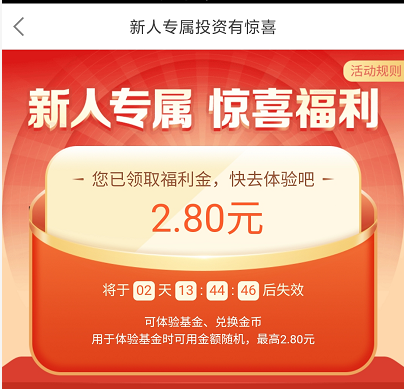 新人专属投资有惊喜
活动规则
新人专属 惊喜福利
您已领取福利金，快去体验吧
2.80元
将于 02 天 13 : 44 : 46 后失效
可体验基金、兑换金币
用于体验基金时可用金额随机，最高2.80元